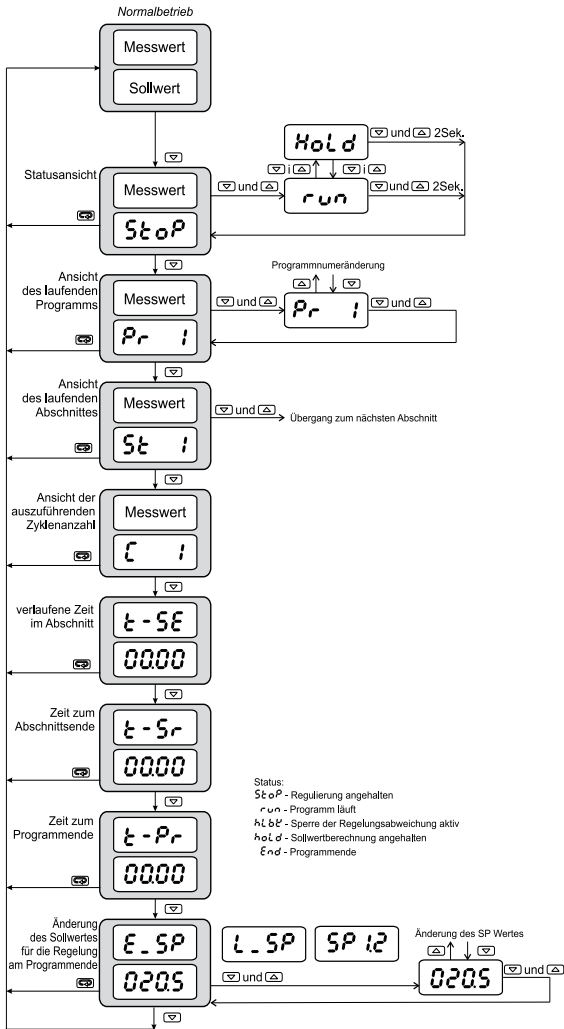 Normalbetrieb
Messwert
Sollwert
Statusansicht
Messwert
StoP
und
Hold
i
i
run
und 2Sek.
und 2Sek.
Ansicht
des laufenden
Programms
Messwert
Pr 1
und
Programmnumeränderung
Pr 1
und
Ansicht
des laufenden
Abschnittes
Messwert
St 1
und
Übergang zum nächsten Abschnitt
Ansicht der
auszuführenden
Zyklenanzahl
Messwert
C 1
verlaufene Zeit
im Abschnitt
t-SE
00.00
Zeit zum
Abschnittsende
t-Sr
00.00
Status:
StoP - Regulierung angehalten
run - Programm läuft
hLbk - Sperre der Regelungsabweichung aktiv
hoLd - Sollwertberechnung angehalten
End - Programmende
Zeit zum
Programmende
t-Pr
00.00
Änderung
des Sollwertes
für die Regelung
am Programmende
E_SP
020.5
L_SP
SP1.2
und
Änderung des SP Wertes
020.5
und